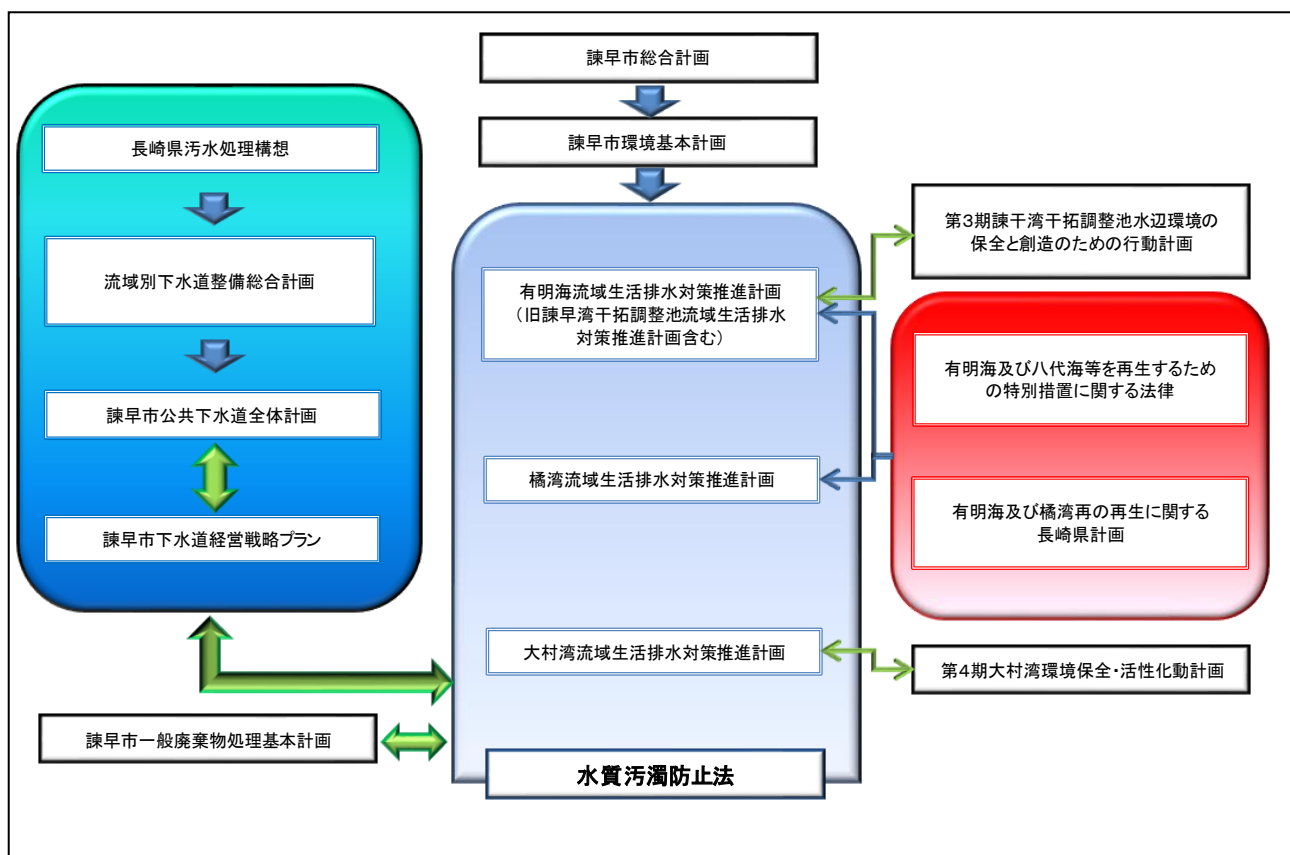 諫早市総合計画
諫早市環境基本計画
長崎県汚水処理構想
流域別下水道整備総合計画
諫早市公共下水道全体計画
諫早市下水道経営戦略プラン
諫早市一般廃棄物処理基本計画
有明海流域生活排水対策推進計画
（旧諫早湾干拓調整池流域生活排水
対策推進計画含む）
橘湾流域生活排水対策推進計画
大村湾流域生活排水対策推進計画
水質汚濁防止法
第３期諫干湾干拓調整池水辺環境の
保全と創造のための行動計画
有明海及び八代海等を再生するため
の特別措置に関する法律
有明海及び橘湾再の再生に関する
長崎県計画
第４期大村湾環境保全・活性化動計画